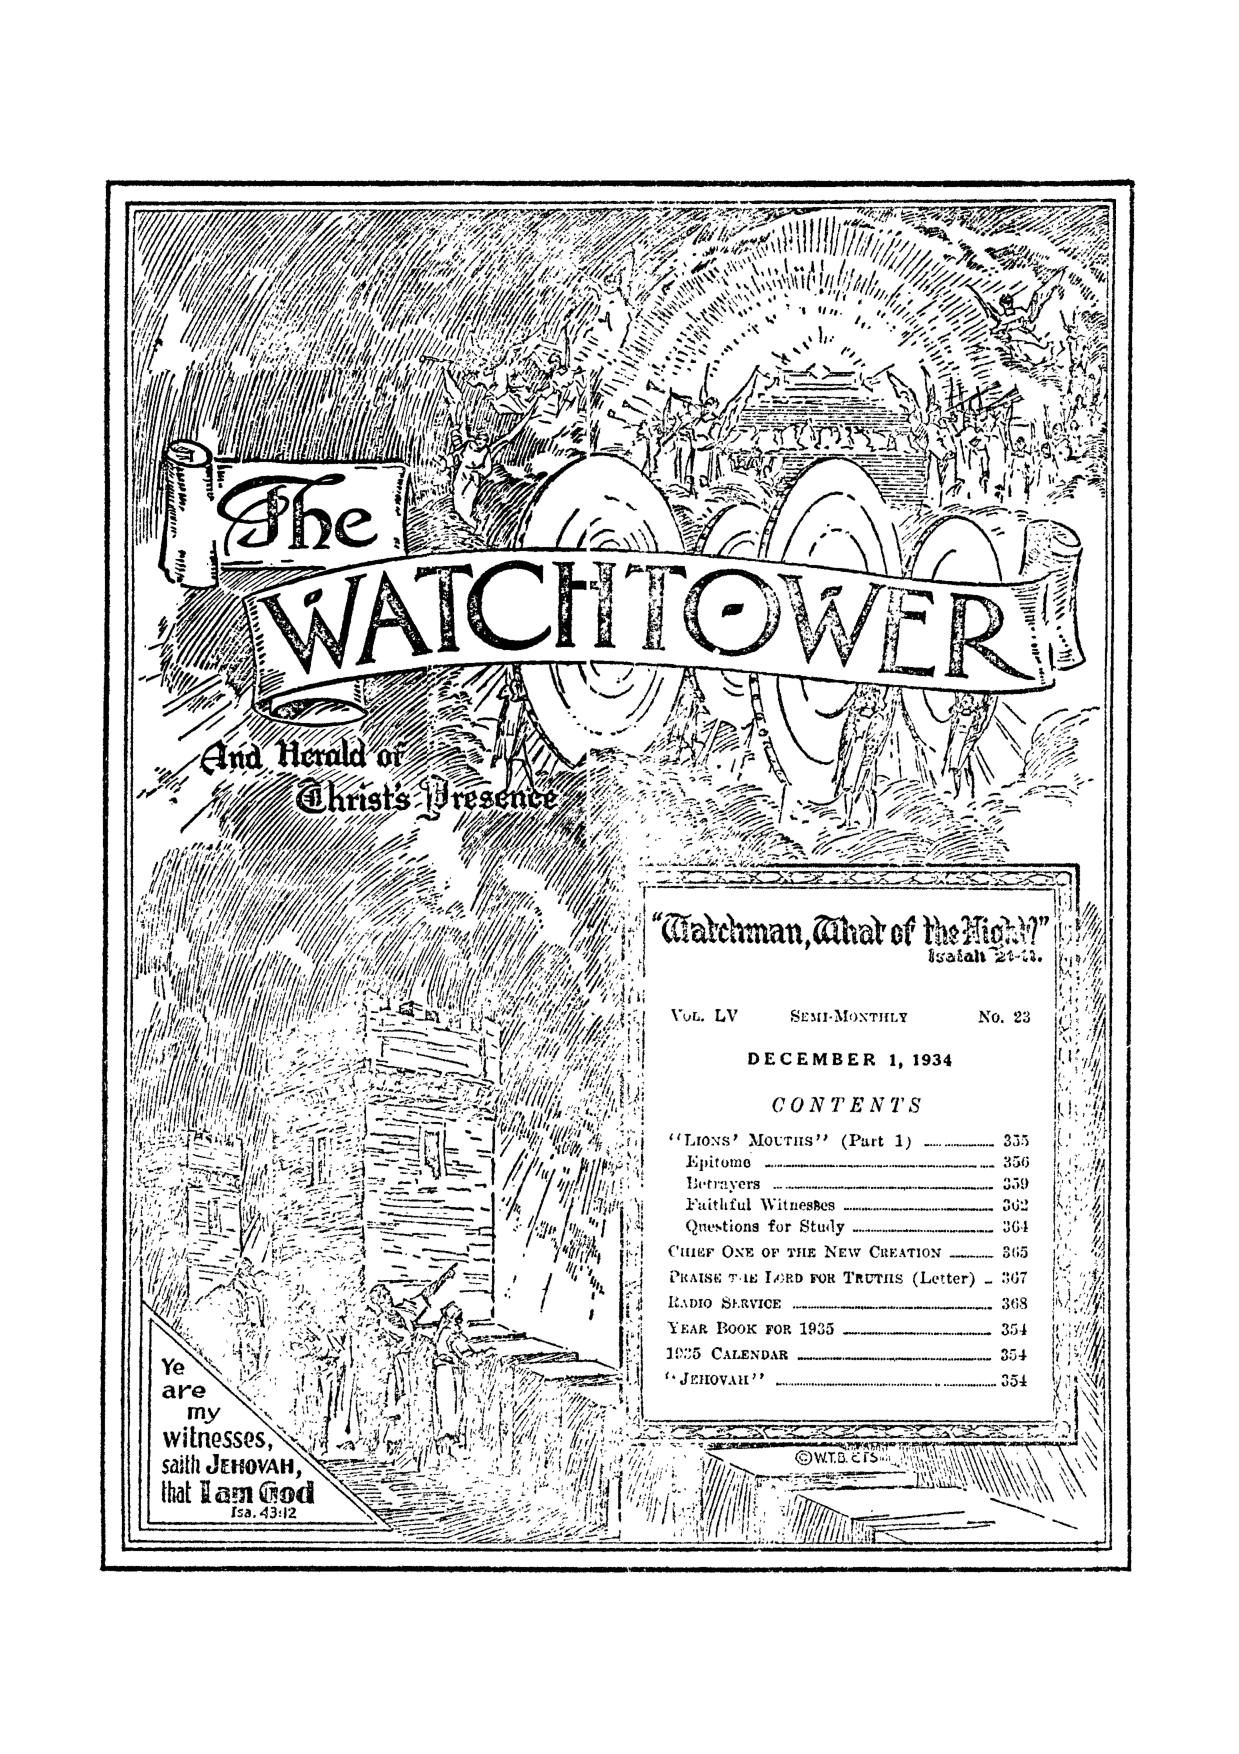 The
WATCHTOWER
And Herald of
Christ's Presence
"Watchman, What of the Night?"
Isaiah 21-11.
VOL. LV SEMI-MONTHLY No. 23
DECEMBER 1, 1934
CONTENTS
"LIONS' MOUTHS" (Part 1) 355
Epitome 356
Betrayers 359
Faithful Witnesses 362
Questions for Study 364
CHIEF ONE OF THE NEW CREATION 365
PRAISE THE LORD FOR TRUTHS (Letter) 367
RADIO SERVICE 368
YEAR BOOK FOR 1935 354
1935 CALENDAR 354
"JEHOVAH" 354
©W.T.B. & T.S.
Ye
are
my
witnesses,
saith JEHOVAH,
that I am God
Isa. 43:12